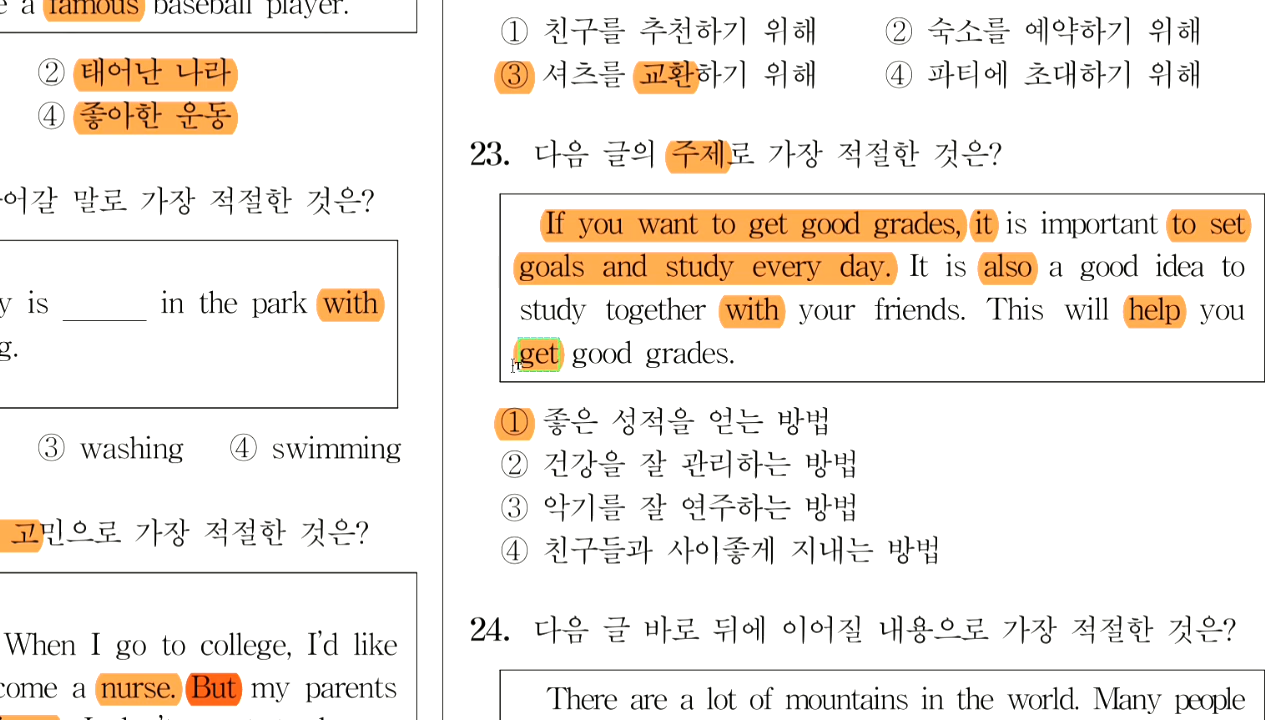 e a famous baseball player.
② 태어난 나라
④ 좋아한 운동
어갈 말로 가장 적절한 것은?
y is ______ in the park with
g.
③ washing ④ swimming
고민으로 가장 적절한 것은?
When I go to college, I'd like
come a nurse. But my parents
① 친구를 추천하기 위해 ② 숙소를 예약하기 위해
③ 셔츠를 교환하기 위해 ④ 파티에 초대하기 위해
23. 다음 글의 주제로 가장 적절한 것은?
If you want to get good grades, it is important to set
goals and study every day. It is also a good idea to
study together with your friends. This will help you
get good grades.
① 좋은 성적을 얻는 방법
② 건강을 잘 관리하는 방법
③ 악기를 잘 연주하는 방법
④ 친구들과 사이좋게 지내는 방법
24. 다음 글 바로 뒤에 이어질 내용으로 가장 적절한 것은?
There are a lot of mountains in the world. Many people